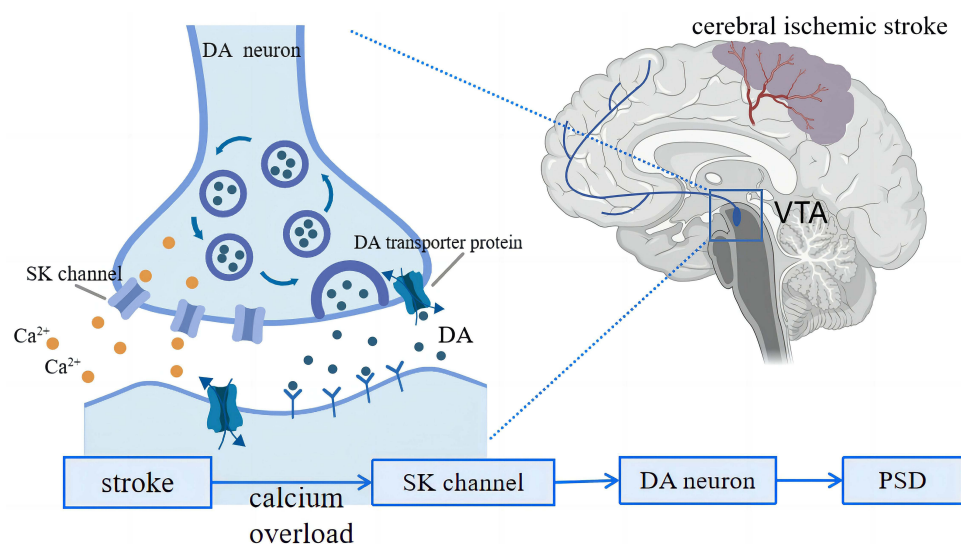 cerebral ischemic stroke
DA neuron
VTA
DA transporter protein
SK channel
Ca²⁺
Ca²⁺
DA
stroke
calcium
overload
SK channel
DA neuron
PSD